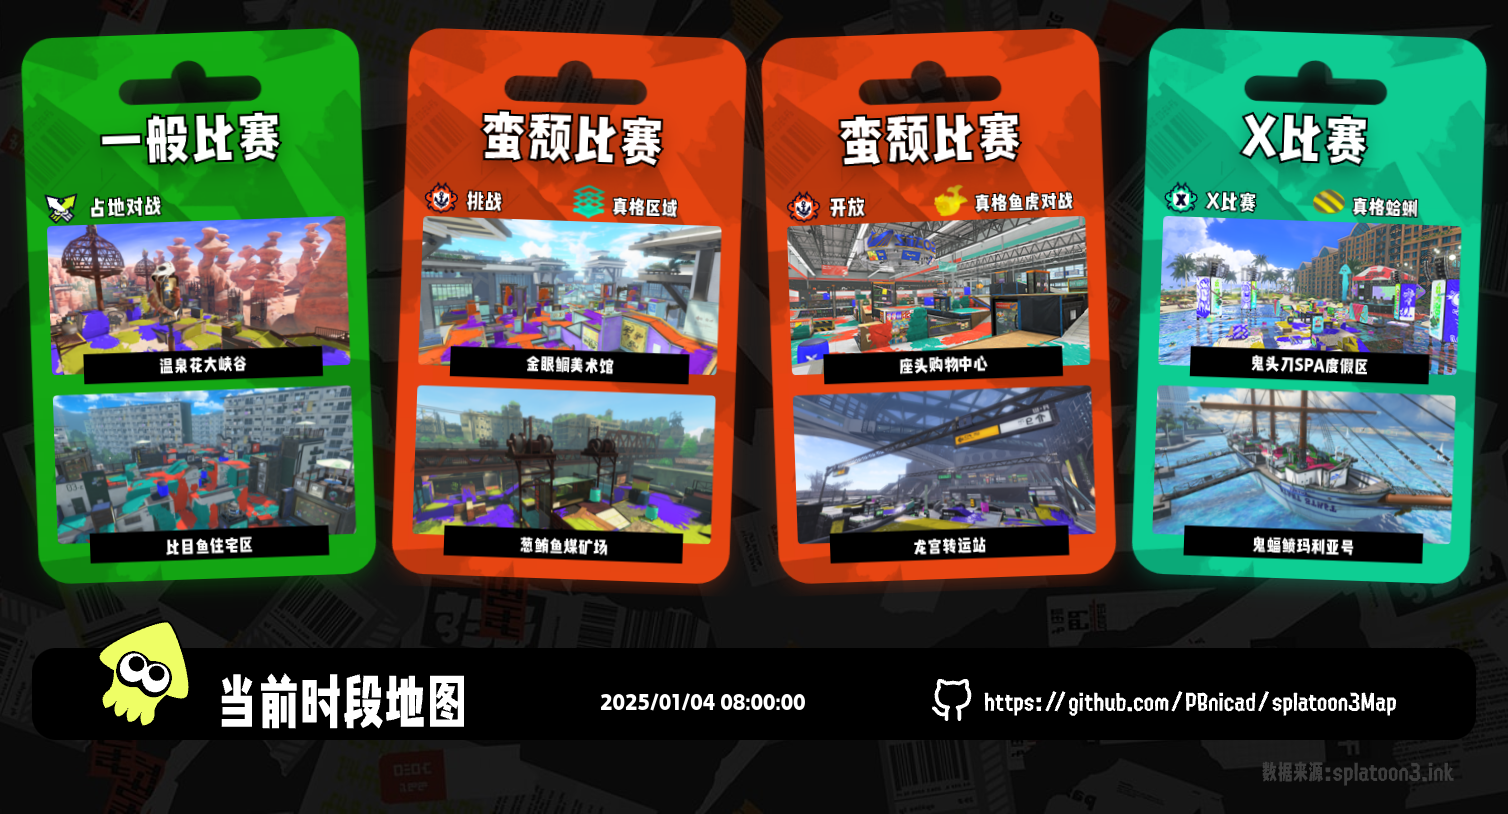 一般比赛
占地对战
温泉花大峡谷
比目鱼住宅区
蛮颓比赛
挑战
真格区域
金眼鲷美术馆
葱鲔鱼煤矿场
蛮颓比赛
开放
真格鱼虎对战
座头购物中心
龙宫转运站
X比赛
X比赛
真格蛤蜊
鬼头刀SPA度假区
鬼蝠鲼玛利亚号
当前时段地图
2025/01/04 08:00:00
https://github.com/PBnicad/splatoon3Map
数据来源:splatoon3.ink